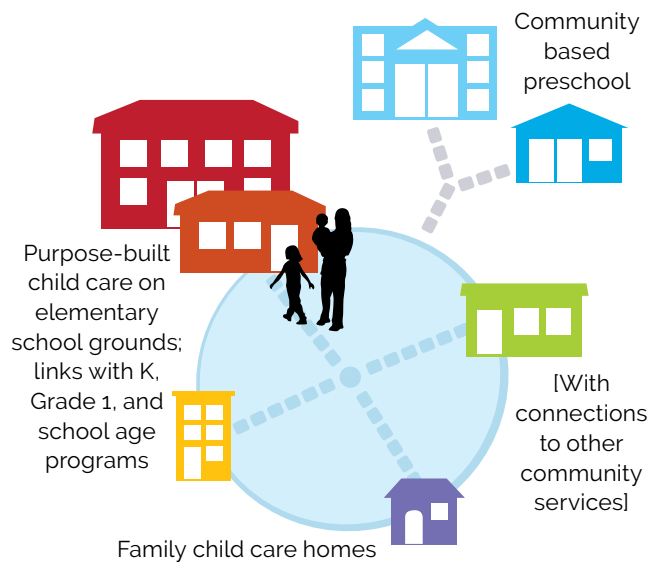 Community
based
preschool
Purpose-built
child care on
elementary
school grounds;
links with K,
Grade 1, and
school age
programs
[With
connections
to other
community
services]
Family child care homes